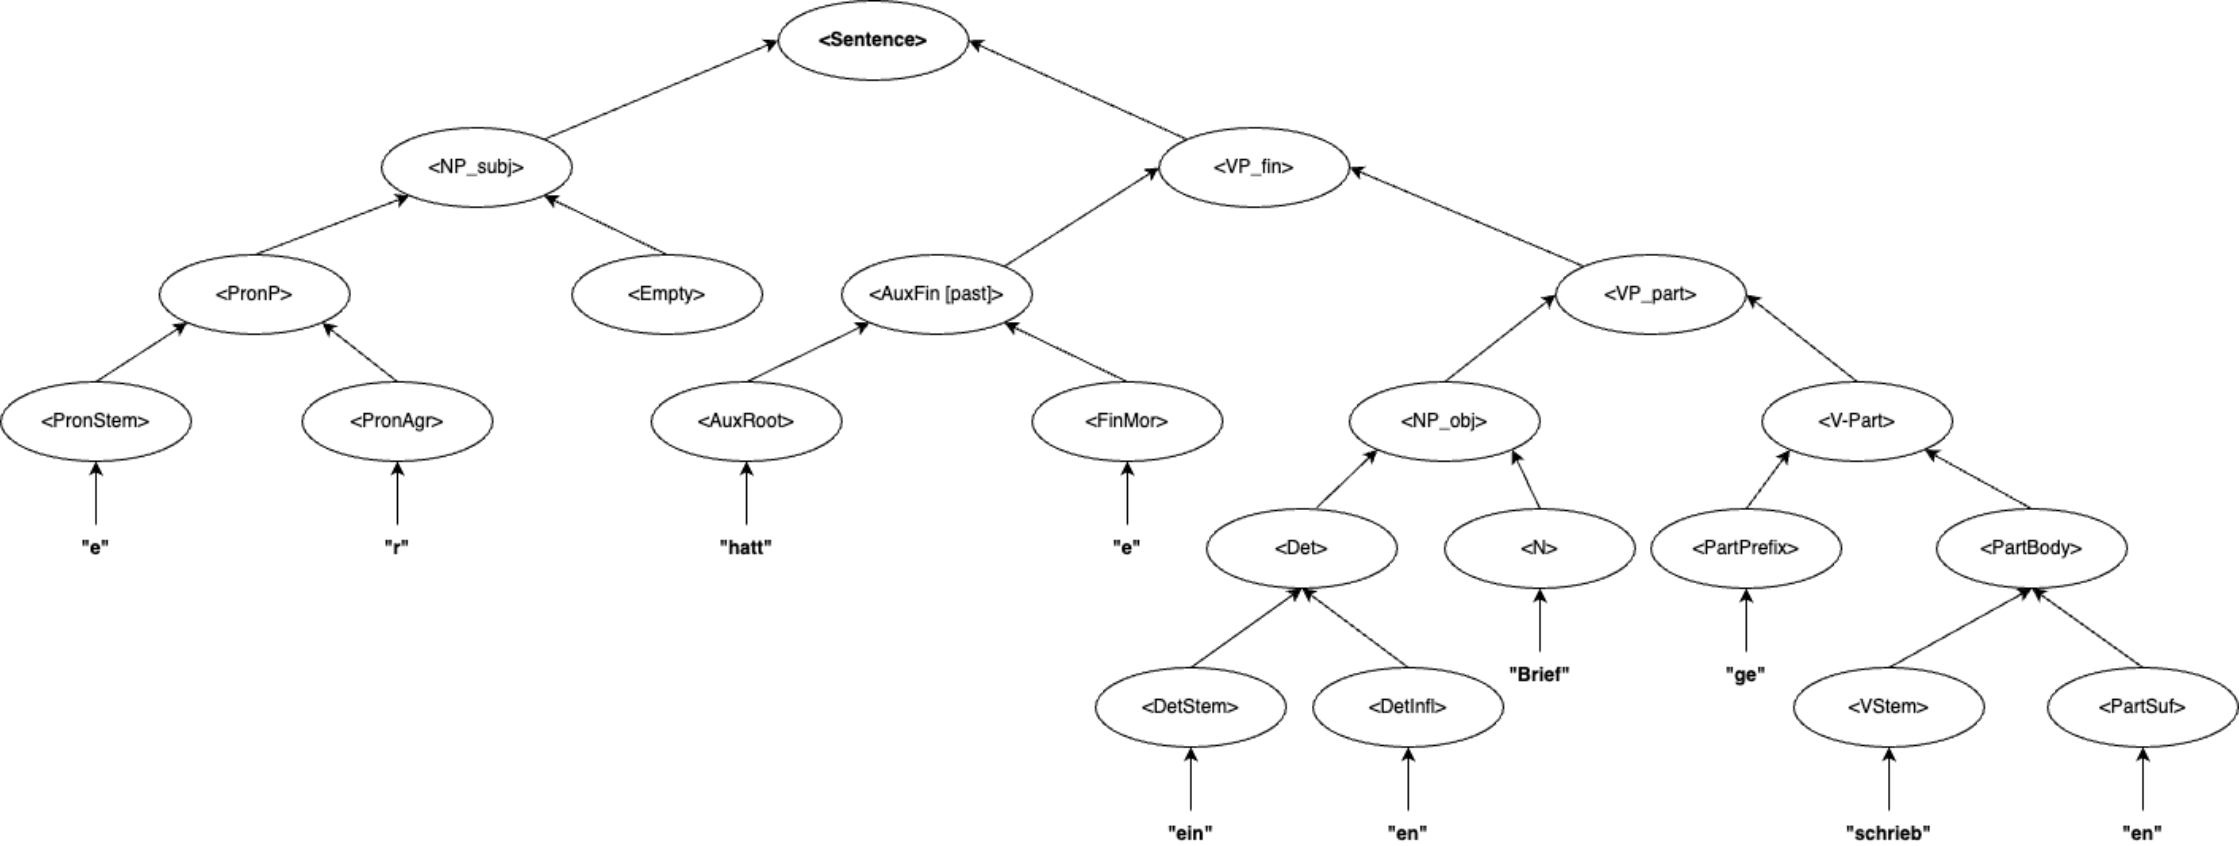 <Sentence>
<NP_subj> <VP_fin>
<PronP> <Empty> <AuxFin [past]> <VP_part>
<PronStem> <PronAgr> <AuxRoot> <FinMor> <NP_obj> <V-Part>
"e" "r" "hatt" "e" <Det> <N> <PartPrefix> <PartBody>
"Brief" "ge"
<DetStem> <DetInfl> <VStem> <PartSuf>
"ein" "en" "schrieb" "en"